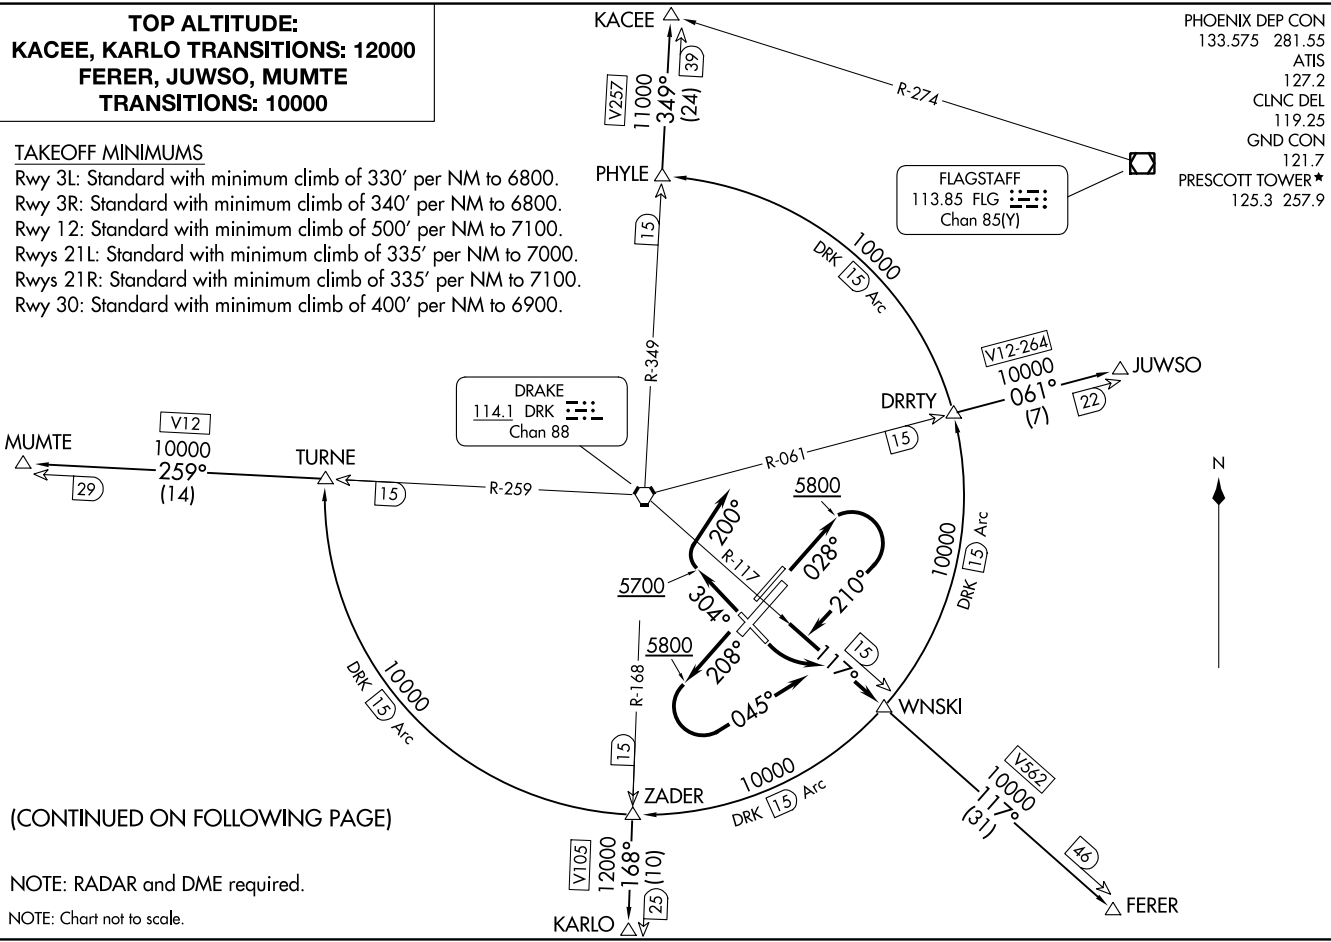 TOP ALTITUDE:
KACEE, KARLO TRANSITIONS: 12000
FERER, JUWSO, MUMTE
TRANSITIONS: 10000
TAKEOFF MINIMUMS
Rwy 3L: Standard with minimum climb of 330' per NM to 6800.
Rwy 3R: Standard with minimum climb of 340' per NM to 6800.
Rwy 12: Standard with minimum climb of 500' per NM to 7100.
Rwys 21L: Standard with minimum climb of 335' per NM to 7000.
Rwys 21R: Standard with minimum climb of 335' per NM to 7100.
Rwy 30: Standard with minimum climb of 400' per NM to 6900.
PHOENIX DEP CON
133.575 281.55
ATIS
127.2
CLNC DEL
119.25
GND CON
121.7
PRESCOTT TOWER★
125.3 257.9
KACEE
V257
11000
349°
(24)
39
R-274
PHYLE
15
R-349
FLAGSTAFF
113.85 FLG
Chan 85(Y)
10000
DRK 15 Arc
V12-264
10000
061°
(7)
22
JUWSO
DRRTY
15
R-061
DRAKE
114.1 DRK
Chan 88
MUMTE
V12
10000
259°
(14)
29
TURNE
15
R-259
N
5800
028°
210°
200°
R-117
5700
304°
5800
208°
045°
117°
15
WNSKI
10000
DRK 15 Arc
R-168
15
10000
DRK 15 Arc
10000
DRK 15 Arc
ZADER
V105
12000
168°
(10)
25
KARLO
V562
10000
117°
(31)
46
FERER
(CONTINUED ON FOLLOWING PAGE)
NOTE: RADAR and DME required.
NOTE: Chart not to scale.